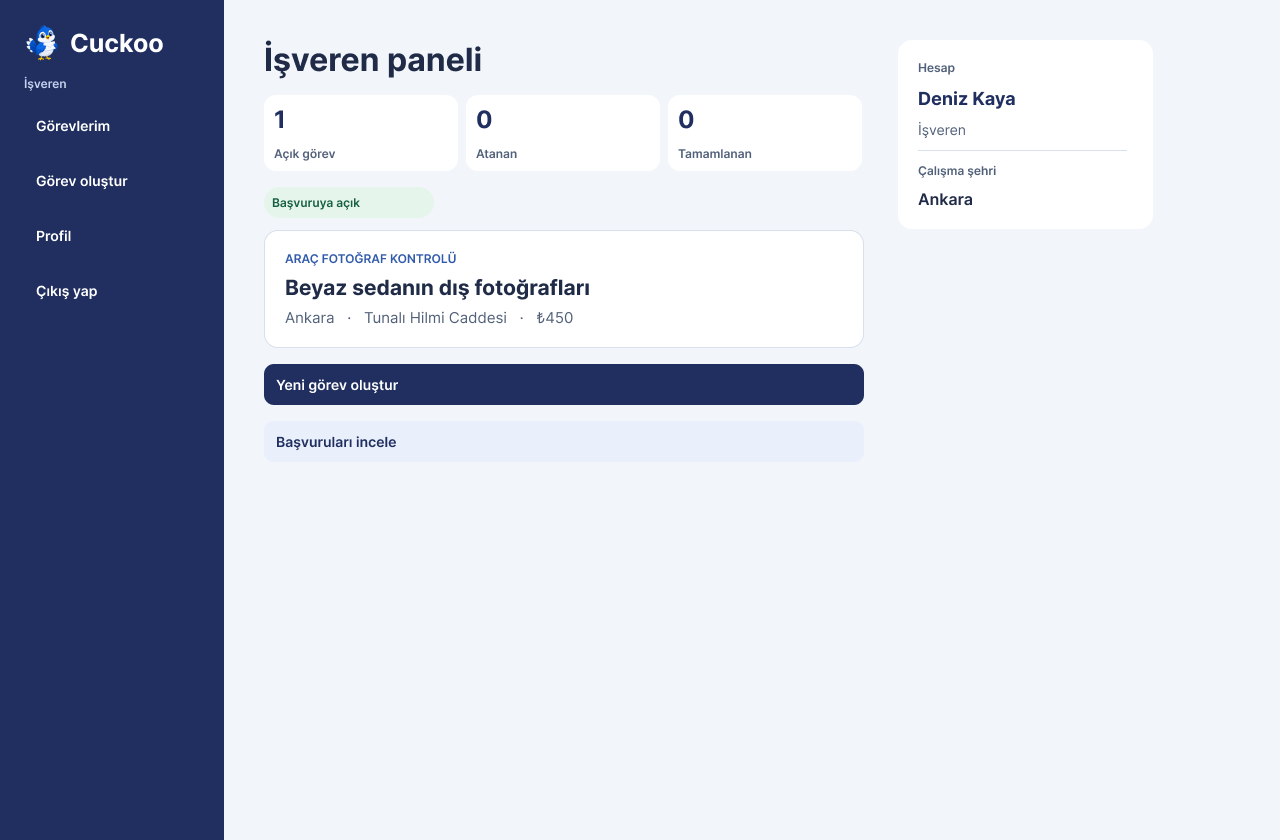 Cuckoo
İşveren
Görevlerim
Görev oluştur
Profil
Çıkış yap
İşveren paneli
1
Açık görev
0
Atanan
0
Tamamlanan
Başvuruya açık
ARAÇ FOTOĞRAF KONTROLÜ
Beyaz sedanın dış fotoğrafları
Ankara · Tunalı Hilmi Caddesi · ₺450
Yeni görev oluştur
Başvuruları incele
Hesap
Deniz Kaya
İşveren
Çalışma şehri
Ankara